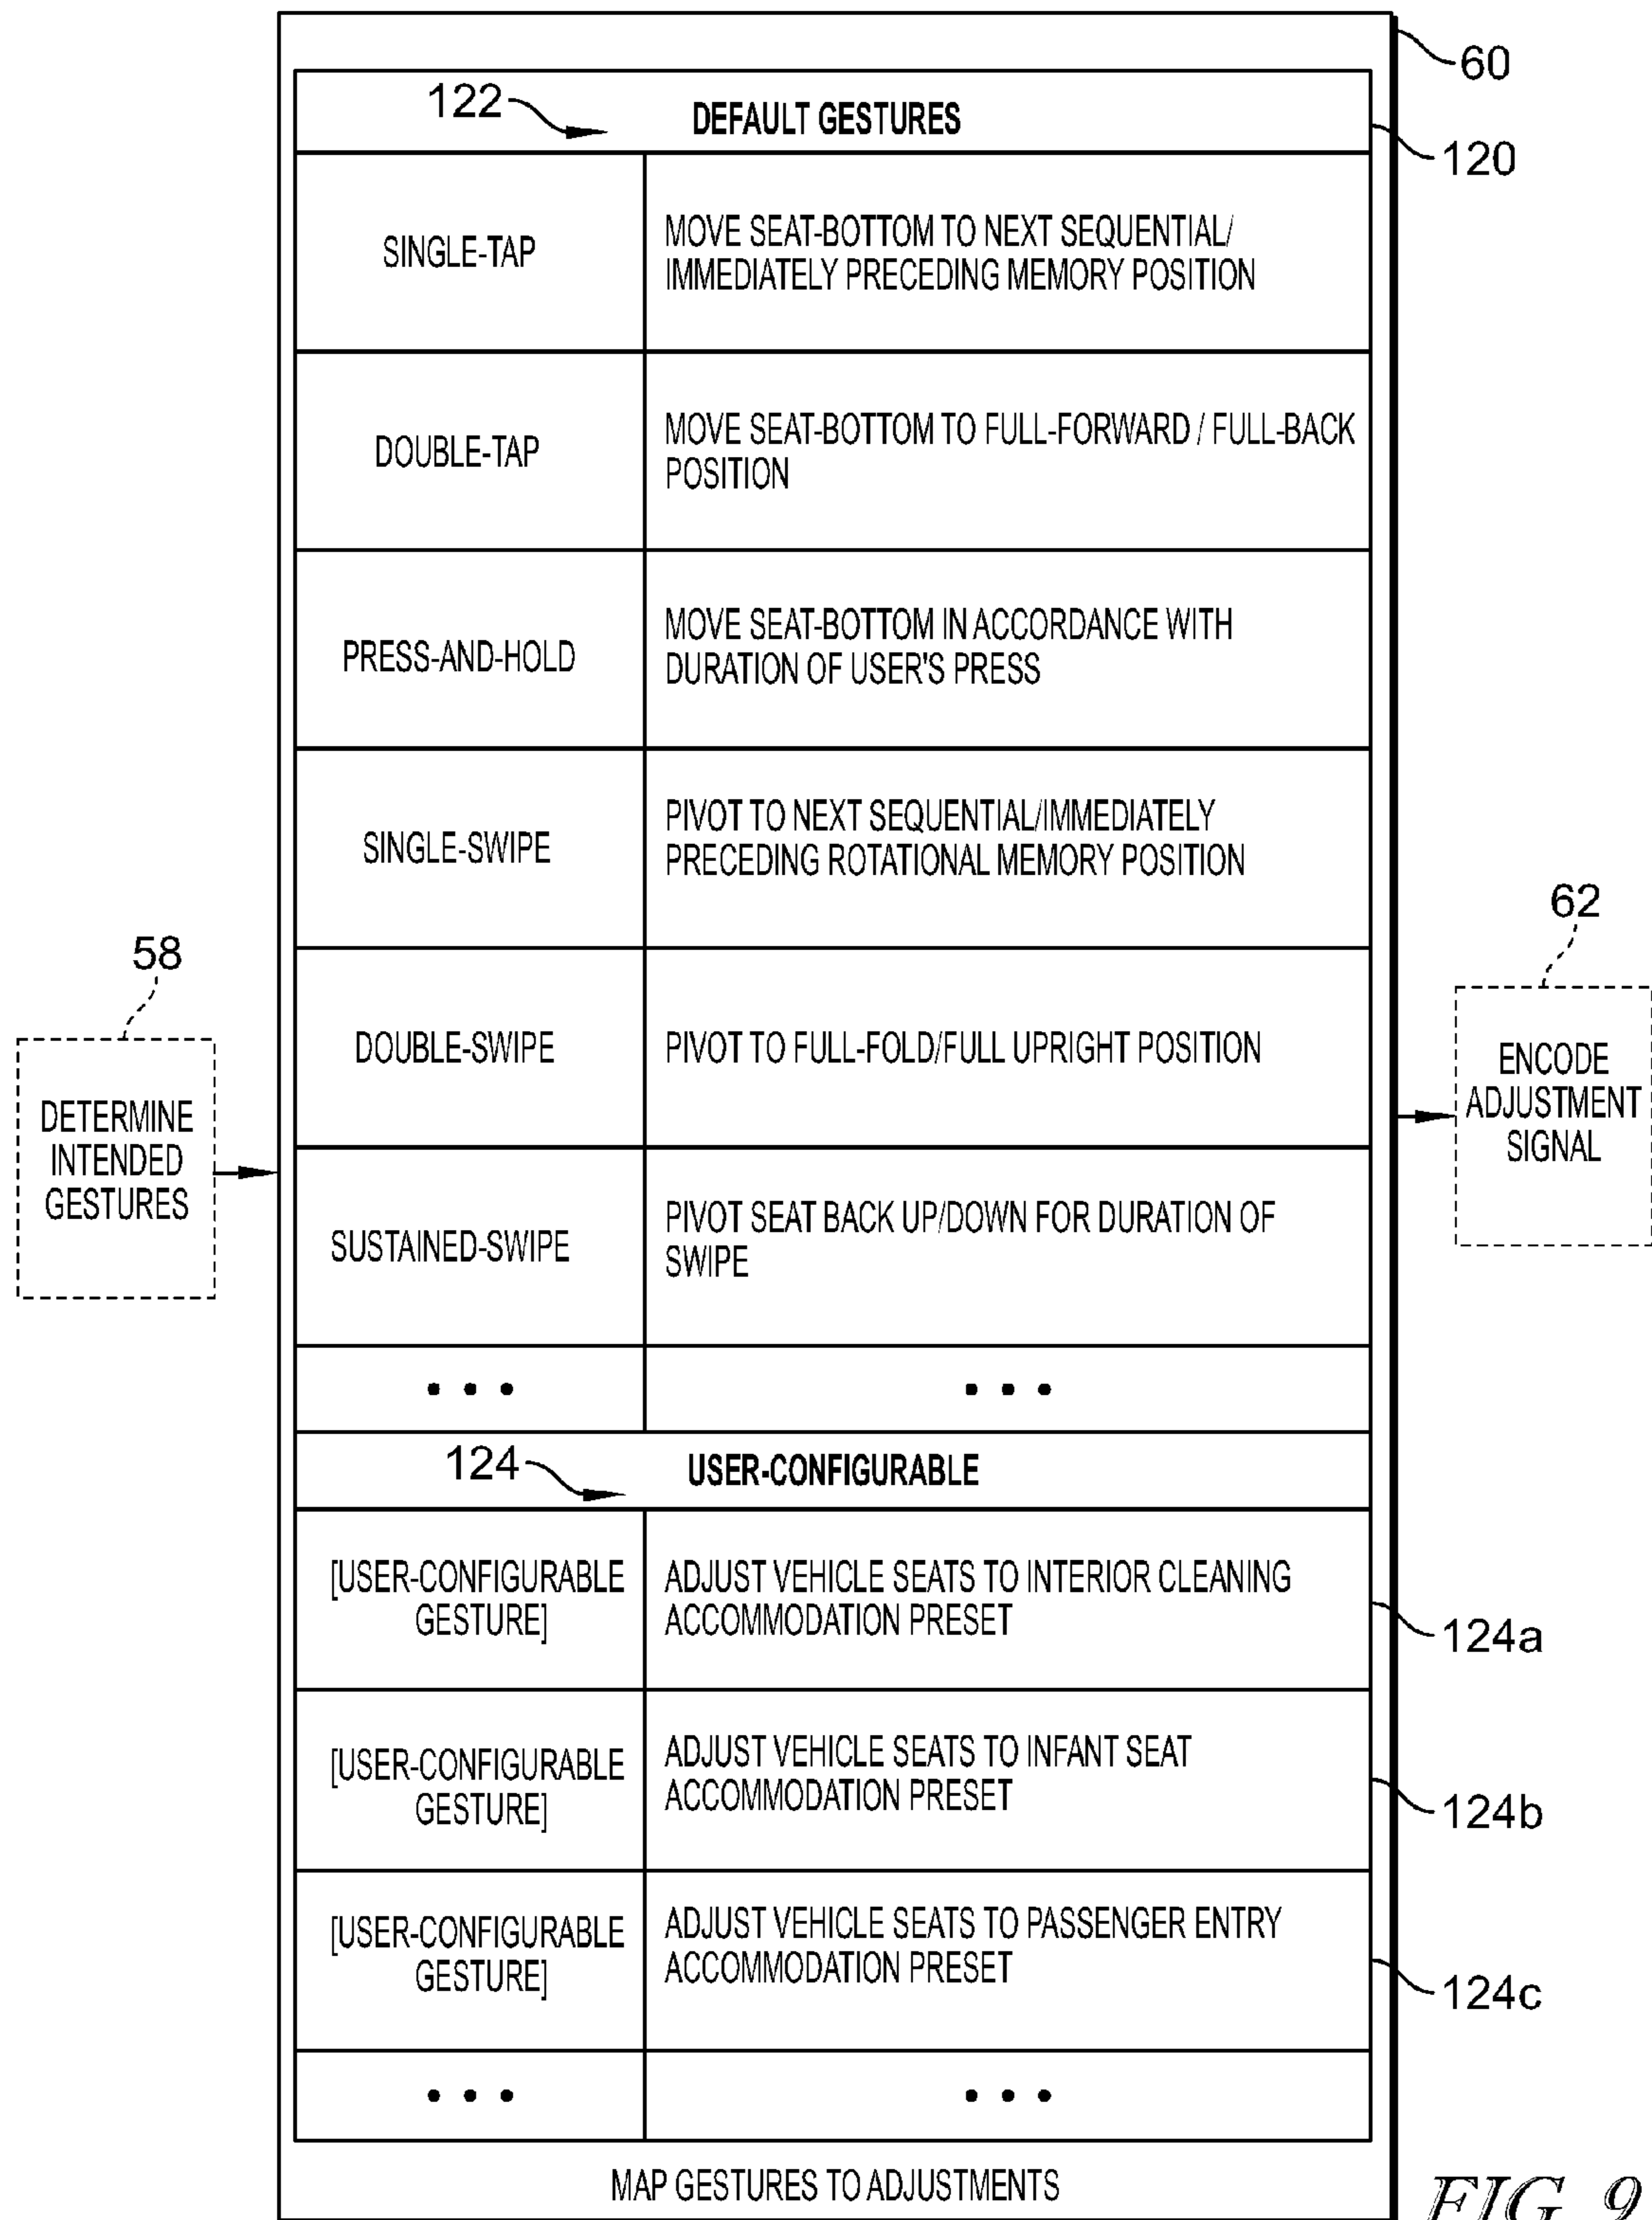 60
122
DEFAULT GESTURES
120
SINGLE-TAP
MOVE SEAT-BOTTOM TO NEXT SEQUENTIAL/
IMMEDIATELY PRECEDING MEMORY POSITION
DOUBLE-TAP
MOVE SEAT-BOTTOM TO FULL-FORWARD / FULL-BACK
POSITION
PRESS-AND-HOLD
MOVE SEAT-BOTTOM IN ACCORDANCE WITH
DURATION OF USER'S PRESS
SINGLE-SWIPE
PIVOT TO NEXT SEQUENTIAL/IMMEDIATELY
PRECEDING ROTATIONAL MEMORY POSITION
58
62
DOUBLE-SWIPE
PIVOT TO FULL-FOLD/FULL UPRIGHT POSITION
DETERMINE
INTENDED
GESTURES
ENCODE
ADJUSTMENT
SIGNAL
SUSTAINED-SWIPE
PIVOT SEAT BACK UP/DOWN FOR DURATION OF
SWIPE
• • •
• • •
124
USER-CONFIGURABLE
[USER-CONFIGURABLE
GESTURE]
ADJUST VEHICLE SEATS TO INTERIOR CLEANING
ACCOMMODATION PRESET
124a
[USER-CONFIGURABLE
GESTURE]
ADJUST VEHICLE SEATS TO INFANT SEAT
ACCOMMODATION PRESET
124b
[USER-CONFIGURABLE
GESTURE]
ADJUST VEHICLE SEATS TO PASSENGER ENTRY
ACCOMMODATION PRESET
124c
• • •
• • •
MAP GESTURES TO ADJUSTMENTS
FIG 9